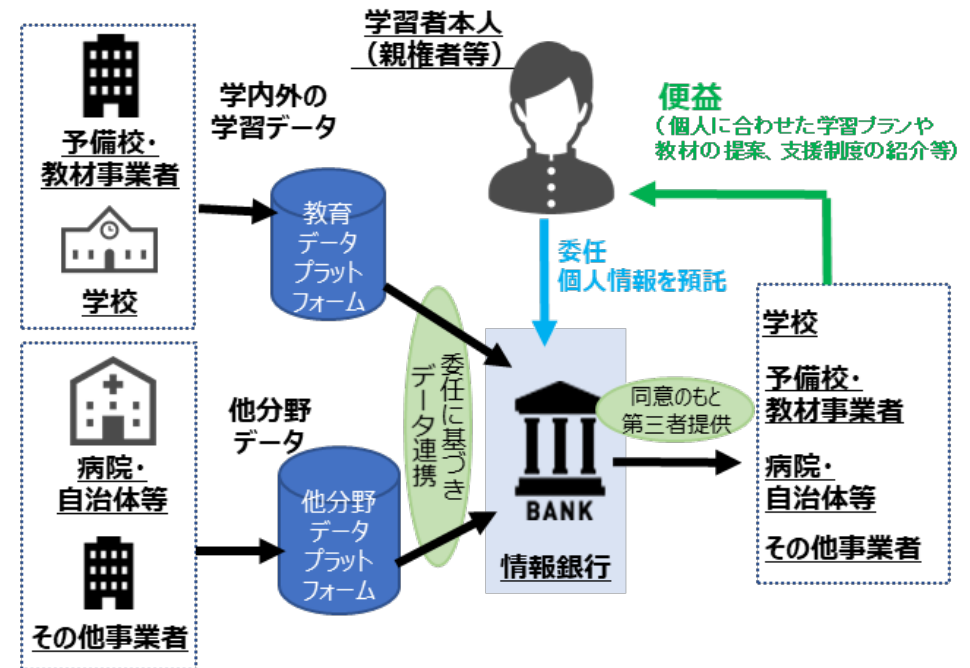 学習者本人
（親権者等）
予備校・
教材事業者
学校
学内外の
学習データ
教育
データ
プラット
フォーム
便益
（個人に合わせた学習プランや
教材の提案、支援制度の紹介等）
委任
個人情報を預託
病院・
自治体等
その他事業者
他分野
データ
他分野
データ
プラット
フォーム
委任に基づき
データ連携
BANK
情報銀行
同意のもと
第三者提供
学校
予備校・
教材事業者
病院・
自治体等
その他事業者